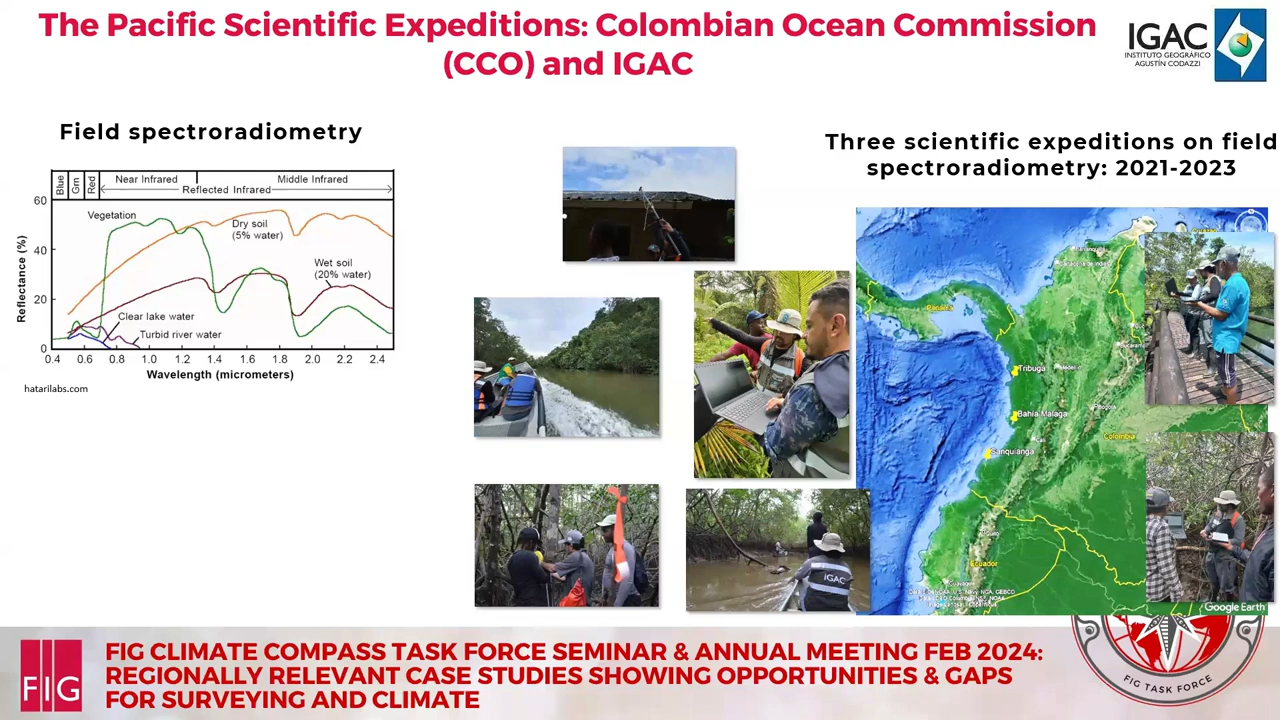 The Pacific Scientific Expeditions: Colombian Ocean Commission
(CCO) and IGAC
IGAC
INSTITUTO GEOGRÁFICO
AGUSTÍN CODAZZI
Field spectroradiometry
Three scientific expeditions on field
spectroradiometry: 2021-2023
Blue
Grn
Red
Near Infrared
Middle Infrared
Reflected Infrared
60
40
20
0
Reflectance (%)
Vegetation
Dry soil
(5% water)
Wet soil
(20% water)
Clear lake water
Turbid river water
0.4 0.6 0.8 1.0 1.2 1.4 1.6 1.8 2.0 2.2 2.4
Wavelength (micrometers)
hatarilabs.com
Panama
Tribuga
Medellin
Bahia Malaga
Bogota
Cali
Colombia
Sanquianga
Ecuador
IGAC
Google Earth
FIG
FIG CLIMATE COMPASS TASK FORCE SEMINAR & ANNUAL MEETING FEB 2024:
REGIONALLY RELEVANT CASE STUDIES SHOWING OPPORTUNITIES & GAPS
FOR SURVEYING AND CLIMATE
FIG TASK FORCE